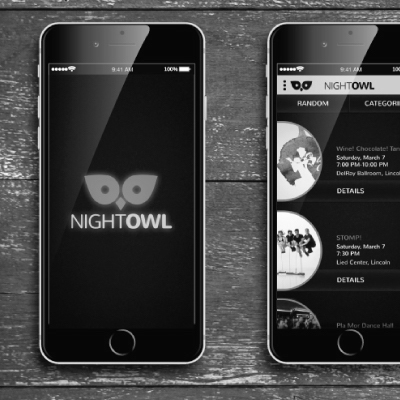 9:41 AM
100%
NIGHTOWL
9:41 AM
100%
NIGHTOWL
RANDOM
CATEGORI
Wine! Chocolate! Tan
Saturday, March 7
7:00 PM-10:00 PM
DelRay Ballroom, Lincol
DETAILS
STOMP!
Saturday, March 7
7:30 PM
Lied Center, Lincoln
DETAILS
Pla Mor Dance Hall